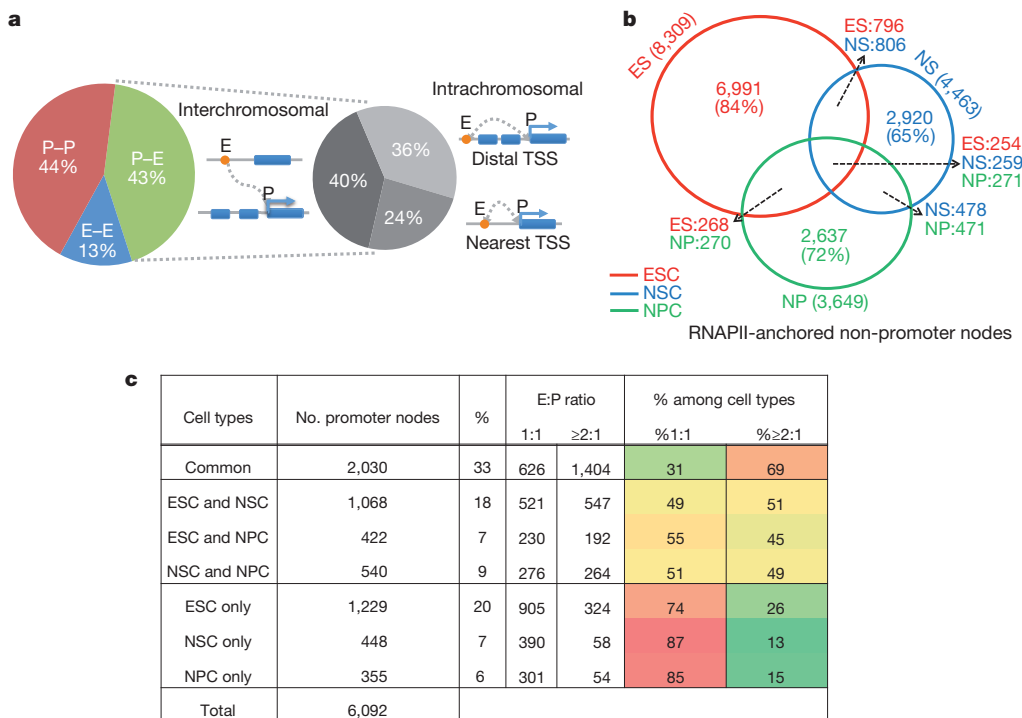 a
P–P
44%
P–E
43%
E–E
13%
Interchromosomal
E
P
40%
36%
24%
Intrachromosomal
E
P
Distal TSS
E
P
Nearest TSS
b
ES (8,309)
6,991
(84%)
ES:796
NS:806
NS (4,463)
2,920
(65%)
ES:254
NS:259
NP:271
ES:268
NP:270
NS:478
NP:471
2,637
(72%)
NP (3,649)
ESC
NSC
NPC
RNAPII-anchored non-promoter nodes
c
Cell types No. promoter nodes % E:P ratio % among cell types
1:1 ≥2:1 %1:1 %≥2:1
Common 2,030 33 626 1,404 31 69
ESC and NSC 1,068 18 521 547 49 51
ESC and NPC 422 7 230 192 55 45
NSC and NPC 540 9 276 264 51 49
ESC only 1,229 20 905 324 74 26
NSC only 448 7 390 58 87 13
NPC only 355 6 301 54 85 15
Total 6,092